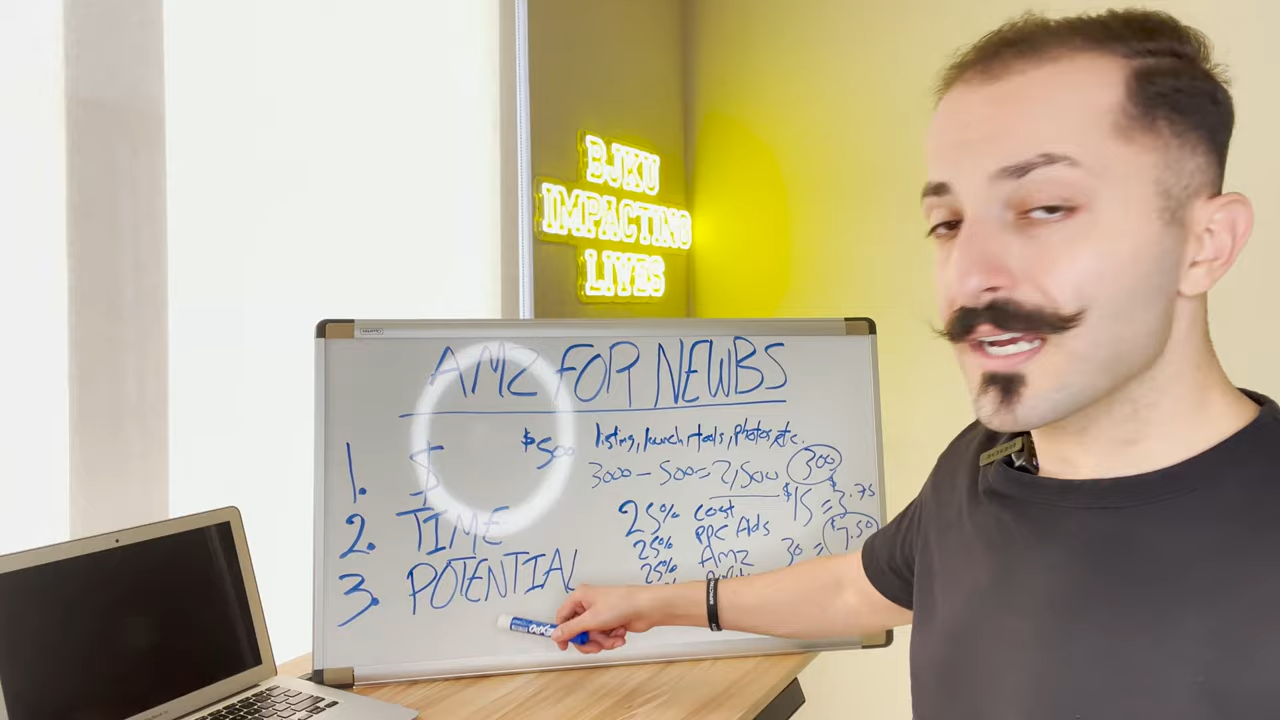 BJKU
IMPACTING
LIVES
AMZ FOR NEWBS
1. $ $500 listing, launch, tools, photos, etc.
3000 - 500 = 2,500 300
$15 = $3.75
2. TIME 25% cost
25% PPC Ads 30 = 7.50
25% AMZ
3. POTENTIAL
EXPO